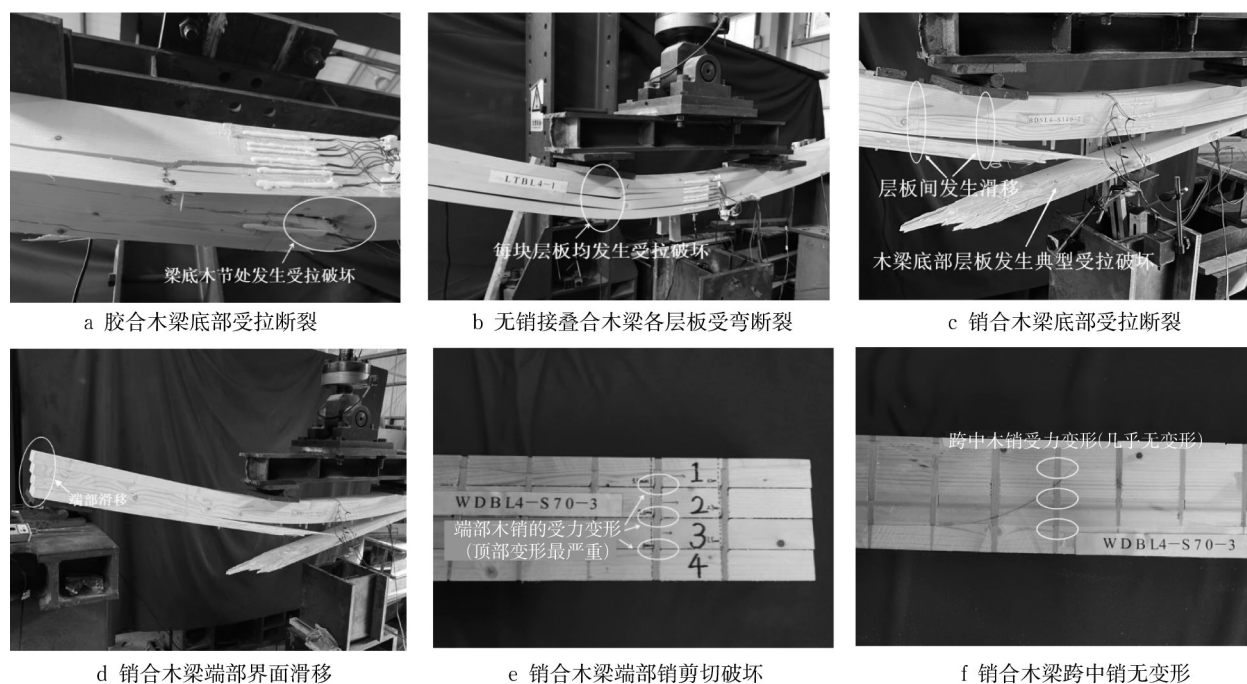 梁底木节处发生受拉破坏
a 胶合木梁底部受拉断裂
LTBL4-1
每块层板均发生受拉破坏
b 无销接叠合木梁各层板受弯断裂
层板间发生滑移
木梁底部层板发生典型受拉破坏
c 销合木梁底部受拉断裂
端部滑移
d 销合木梁端部界面滑移
1
WDBL4-S70-3
2
端部木销的受力变形
3
(顶部变形最严重)
4
e 销合木梁端部销剪切破坏
跨中木销受力变形(几乎无变形)
WDBL4-S70-3
f 销合木梁跨中销无变形